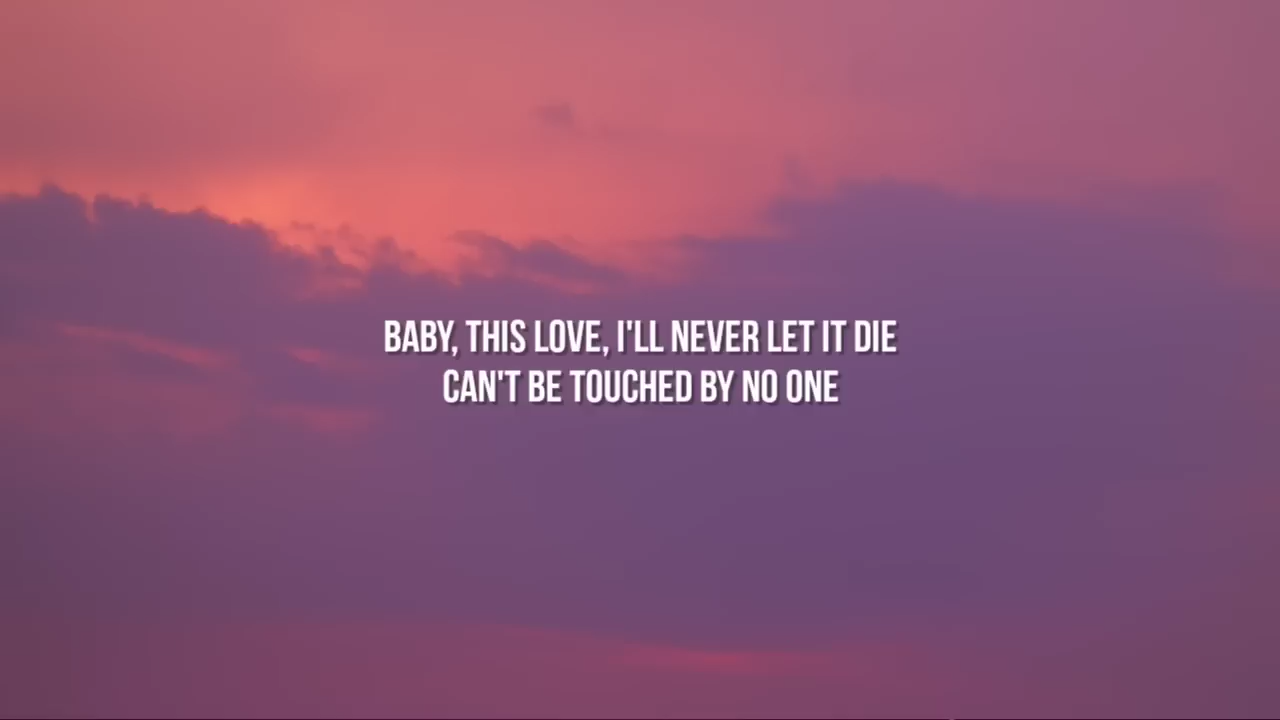 BABY, THIS LOVE, I'LL NEVER LET IT DIE
CAN'T BE TOUCHED BY NO ONE